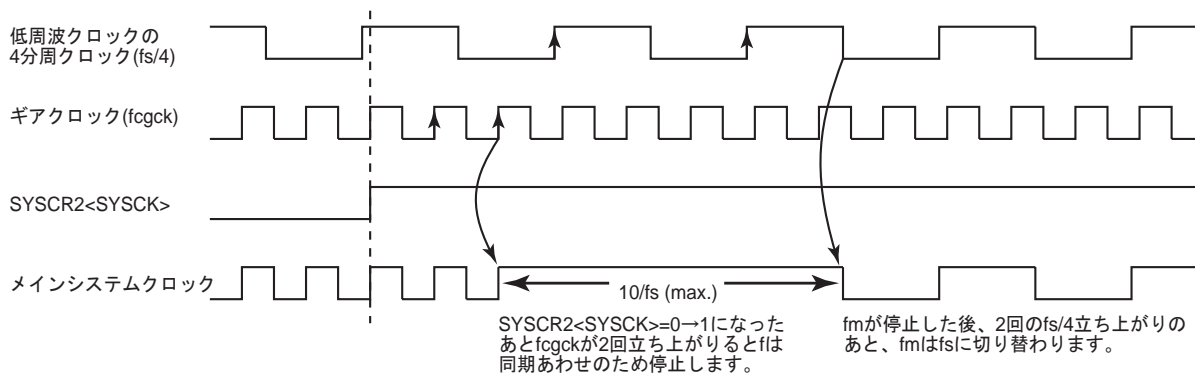 低周波クロックの
4分周クロック(fs/4)
ギアクロック(fcgck)
SYSCR2<SYSCK>
メインシステムクロック
10/fs (max.)
SYSCR2<SYSCK>=0→1になった
あとfcgckが2回立ち上がりるとfは
同期あわせのため停止します。
fmが停止した後、2回のfs/4立ち上がりの
あと、fmはfsに切り替わります。